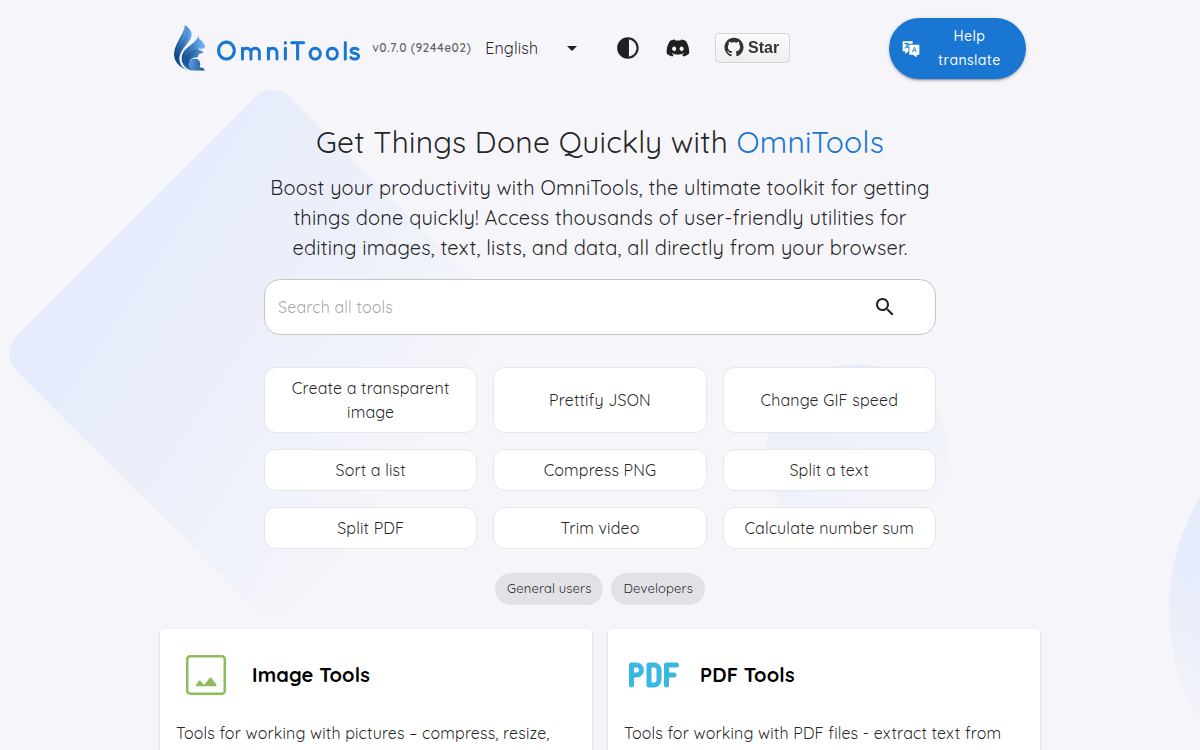 OmniTools v0.7.0 (9244e02) English Star Help
translate
Get Things Done Quickly with OmniTools
Boost your productivity with OmniTools, the ultimate toolkit for getting
things done quickly! Access thousands of user-friendly utilities for
editing images, text, lists, and data, all directly from your browser.
Search all tools
Create a transparent
image
Prettify JSON
Change GIF speed
Sort a list
Compress PNG
Split a text
Split PDF
Trim video
Calculate number sum
General users
Developers
Image Tools
Tools for working with pictures – compress, resize,
PDF PDF Tools
Tools for working with PDF files - extract text from